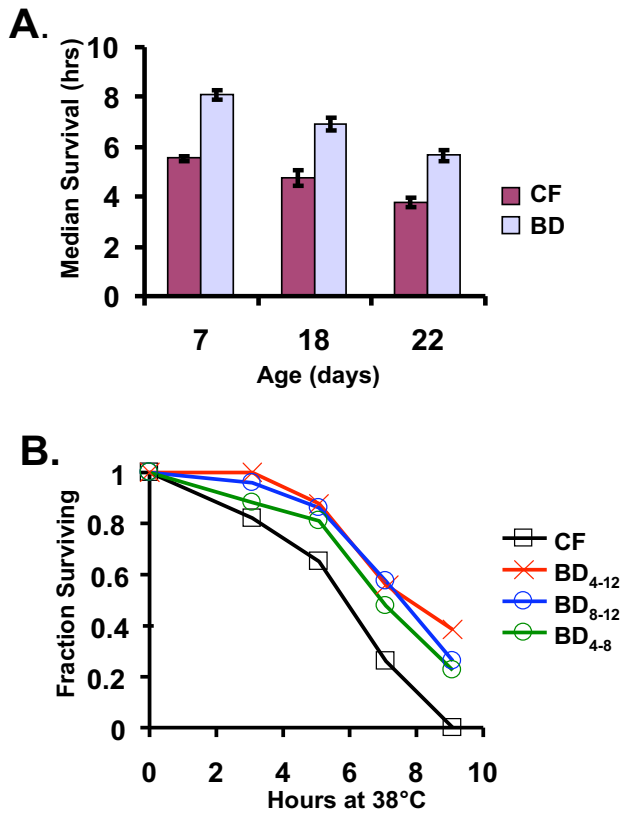 A.
Median Survival (hrs)
10
8
6
4
2
0
7 18 22
Age (days)
CF
BD
B.
Fraction Surviving
1
0.8
0.6
0.4
0.2
0
0 2 4 6 8 10
Hours at 38°C
CF
BD4-12
BD8-12
BD4-8